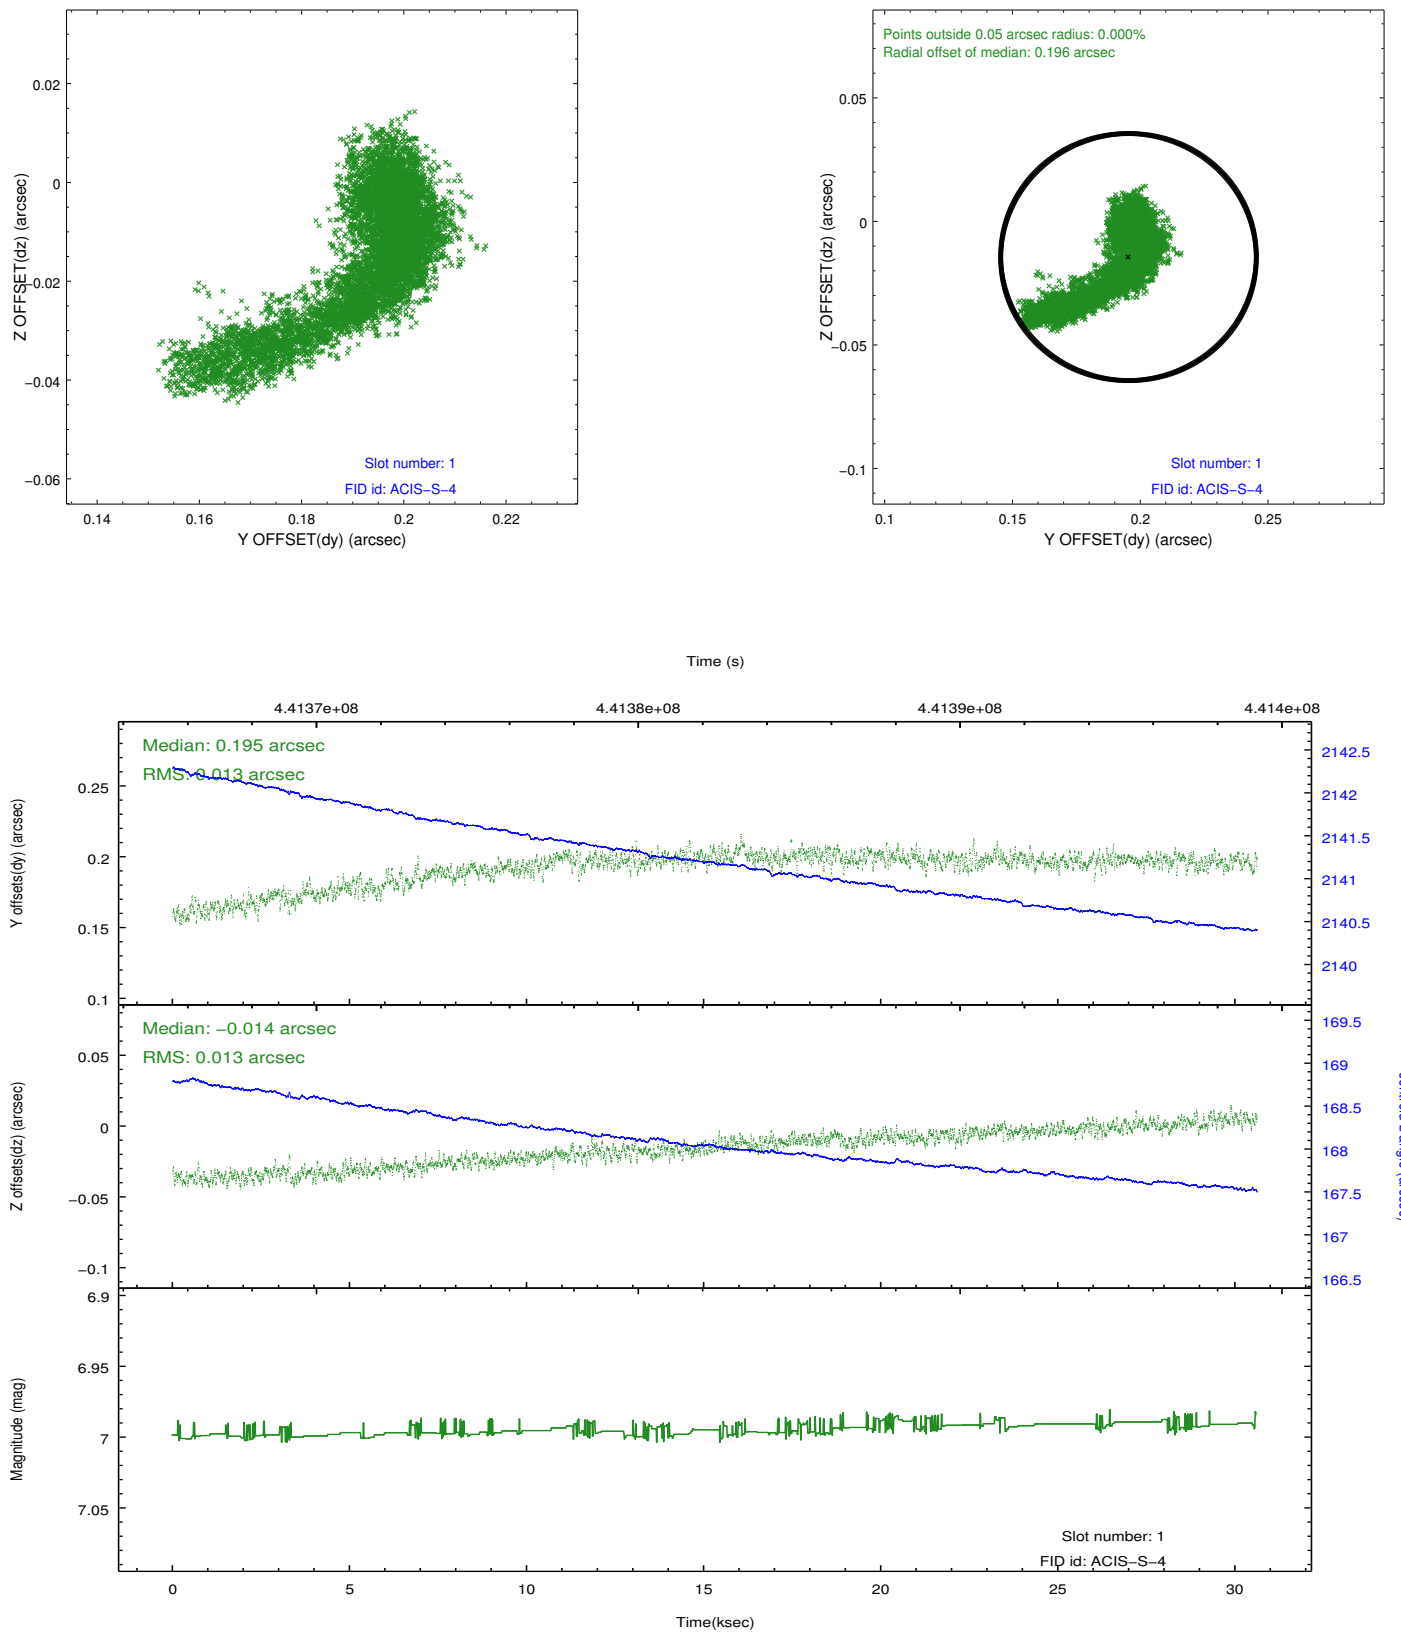 0.02
0
−0.02
−0.04
−0.06
Z OFFSET(dz) (arcsec)
Slot number: 1
FID id: ACIS−S−4
0.14 0.16 0.18 0.2 0.22
Y OFFSET(dy) (arcsec)
Points outside 0.05 arcsec radius: 0.000%
Radial offset of median: 0.196 arcsec
0.05
0
−0.05
−0.1
Z OFFSET(dz) (arcsec)
Slot number: 1
FID id: ACIS−S−4
0.1 0.15 0.2 0.25
Y OFFSET(dy) (arcsec)
Time (s)
4.4137e+08 4.4138e+08 4.4139e+08 4.414e+08
Median: 0.195 arcsec
RMS: 0.013 arcsec
0.25
0.2
0.15
0.1
Y offsets(dy) (arcsec)
2142.5
2142
2141.5
2141
2140.5
2140
Median: −0.014 arcsec
RMS: 0.013 arcsec
0.05
0
−0.05
−0.1
Z offsets(dz) (arcsec)
169.5
169
168.5
168
167.5
167
166.5
6.9
6.95
7
7.05
Magnitude (mag)
Slot number: 1
FID id: ACIS−S−4
0 5 10 15 20 25 30
Time(ksec)